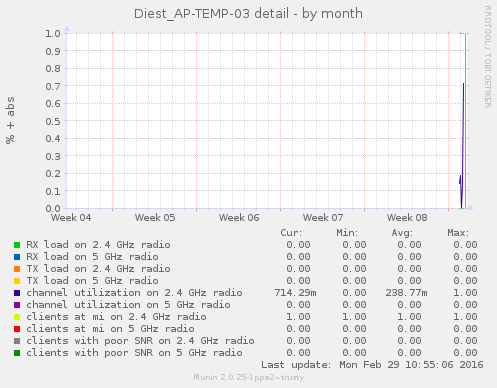 Diest_AP-TEMP-03 detail - by month
RRDTOOL / TOBI OETIKER
% + abs
1.0
0.9
0.8
0.7
0.6
0.5
0.4
0.3
0.2
0.1
0.0
Week 04 Week 05 Week 06 Week 07 Week 08
Cur: Min: Avg: Max:
RX load on 2.4 GHz radio 0.00 0.00 0.00 0.00
RX load on 5 GHz radio 0.00 0.00 0.00 0.00
TX load on 2.4 GHz radio 0.00 0.00 0.00 0.00
TX load on 5 GHz radio 0.00 0.00 0.00 0.00
channel utilization on 2.4 GHz radio 714.29m 0.00 238.77m 1.00
channel utilization on 5 GHz radio 0.00 0.00 0.00 0.00
clients at mi on 2.4 GHz radio 1.00 1.00 1.00 1.00
clients at mi on 5 GHz radio 0.00 0.00 0.00 0.00
clients with poor SNR on 2.4 GHz radio 0.00 0.00 0.00 0.00
clients with poor SNR on 5 GHz radio 0.00 0.00 0.00 0.00
Last update: Mon Feb 29 10:55:06 2016
Munin 2.0.25-1ppa2~trusty